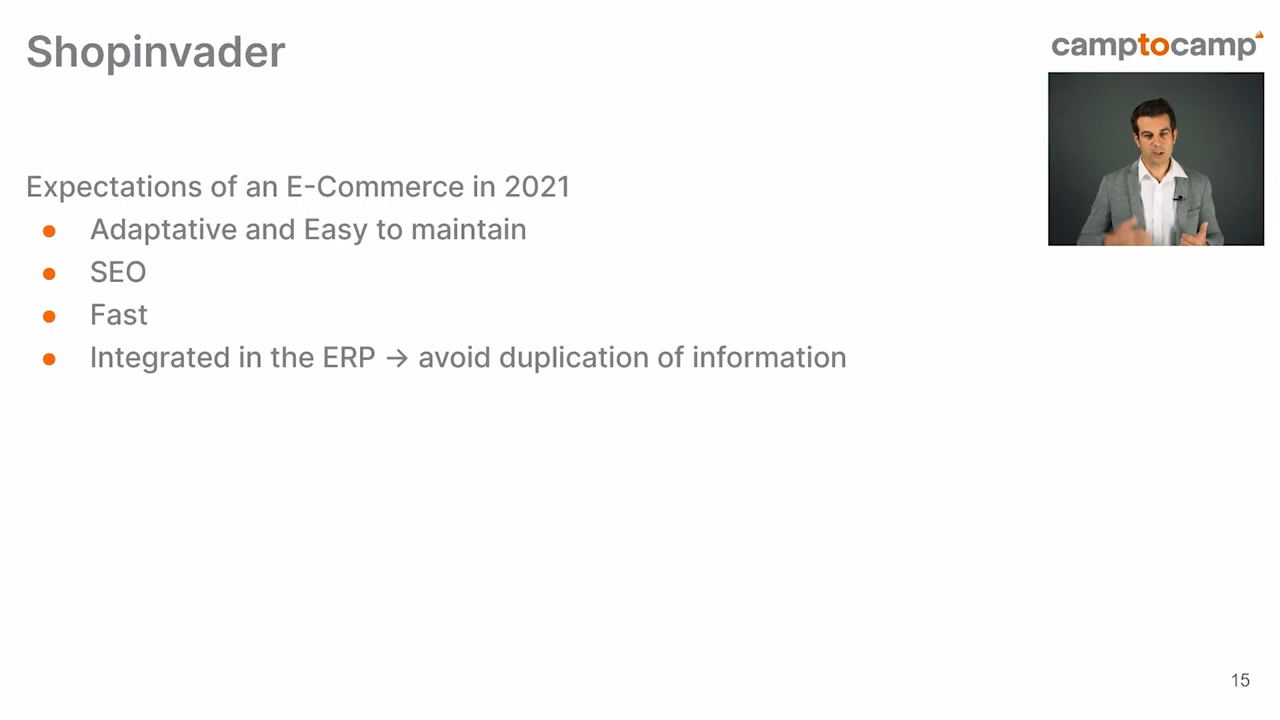 Shopinvader
camptocamp
Expectations of an E-Commerce in 2021
● Adaptative and Easy to maintain
● SEO
● Fast
● Integrated in the ERP → avoid duplication of information
15